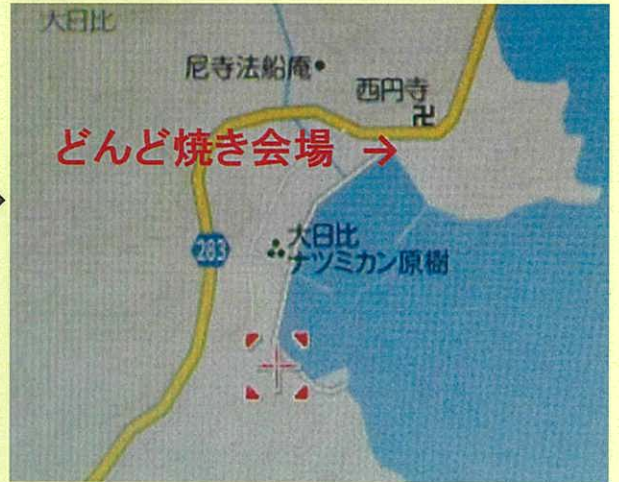 大日比
尼寺法船庵
西円寺
卍
どんど焼き会場 →
283
大日比
ナツミカン原樹